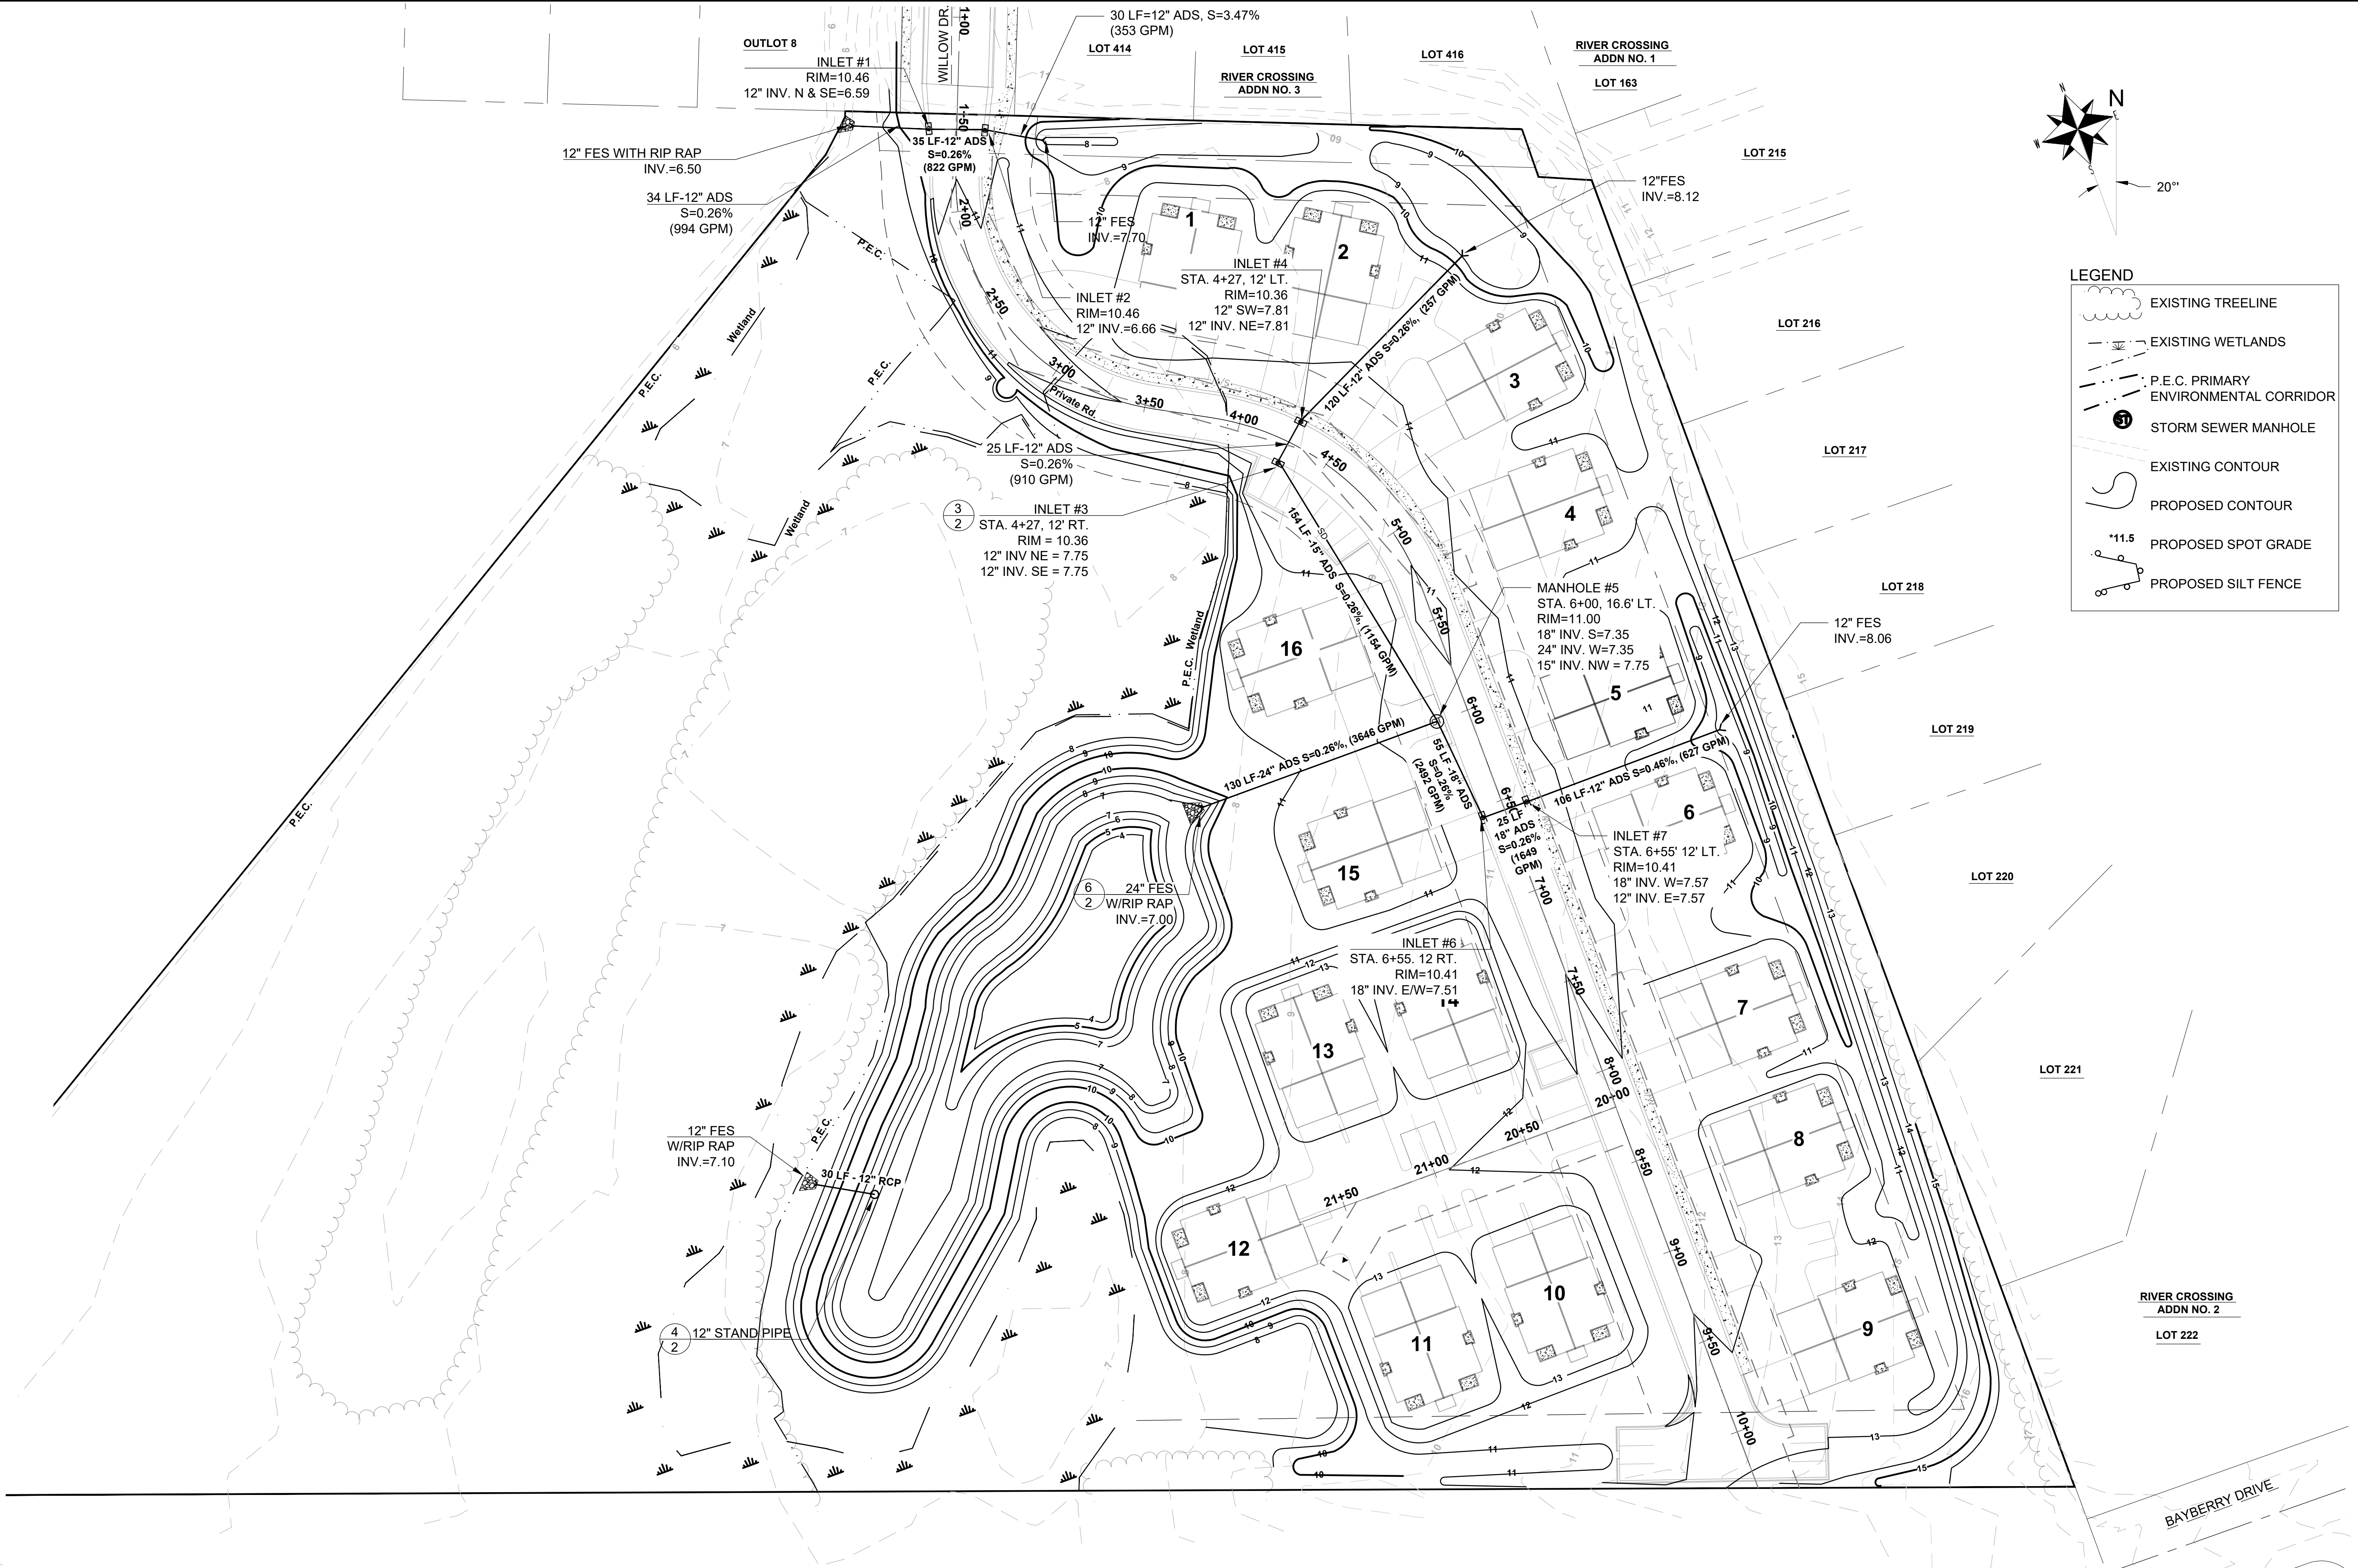 WILLOW DR.
1+00
30 LF=12" ADS, S=3.47%
(353 GPM)
OUTLOT 8
LOT 414
LOT 415
LOT 416
RIVER CROSSING
ADDN NO. 3
RIVER CROSSING
ADDN NO. 1
LOT 163
INLET #1
RIM=10.46
12" INV. N & SE=6.59
1+50
35 LF-12" ADS
S=0.26%
(822 GPM)
12" FES WITH RIP RAP
INV.=6.50
34 LF-12" ADS
S=0.26%
(994 GPM)
2+00
12" FES
INV.=7.70
1
2
12"FES
INV.=8.12
LOT 215
N
20°'
P.E.C.
Wetland
P.E.C.
P.E.C.
2+50
INLET #2
RIM=10.46
12" INV.=6.66
INLET #4
STA. 4+27, 12' LT.
RIM=10.36
12" SW=7.81
12" INV. NE=7.81
120 LF-12" ADS S=0.26%, (257 GPM)
LOT 216
LEGEND
EXISTING TREELINE
EXISTING WETLANDS
P.E.C. PRIMARY
ENVIRONMENTAL CORRIDOR
ST
STORM SEWER MANHOLE
EXISTING CONTOUR
PROPOSED CONTOUR
*11.5
PROPOSED SPOT GRADE
PROPOSED SILT FENCE
3+00
Private Rd.
3+50
4+00
3
25 LF-12" ADS
S=0.26%
(910 GPM)
4+50
LOT 217
3
2
INLET #3
STA. 4+27, 12' RT.
RIM = 10.36
12" INV NE = 7.75
12" INV. SE = 7.75
Wetland
154 LF -15" ADS S=0.26%, (1154 GPM)
SD
5+00
4
MANHOLE #5
STA. 6+00, 16.6' LT.
RIM=11.00
18" INV. S=7.35
24" INV. W=7.35
15" INV. NW = 7.75
LOT 218
12" FES
INV.=8.06
5+50
16
P.E.C. Wetland
5
6+00
LOT 219
130 LF-24" ADS S=0.26%, (3646 GPM)
55 LF -18" ADS
S=0.26%
(2492 GPM)
106 LF-12" ADS S=0.46%, (627 GPM)
P.E.C.
6+50
25 LF
18" ADS
S=0.26%
(1649
GPM)
6
INLET #7
STA. 6+55' 12' LT.
RIM=10.41
18" INV. W=7.57
12" INV. E=7.57
15
6
2
24" FES
W/RIP RAP
INV.=7.00
7+00
LOT 220
INLET #6
STA. 6+55. 12 RT.
RIM=10.41
18" INV. E/W=7.51
14
7+50
7
13
8+00
20+00
LOT 221
12" FES
W/RIP RAP
INV.=7.10
P.E.C.
30 LF - 12" RCP
20+50
8
21+00
8+50
21+50
12
9+00
10
11
9
RIVER CROSSING
ADDN NO. 2
LOT 222
4
2
12" STAND PIPE
9+50
10+00
BAYBERRY DRIVE